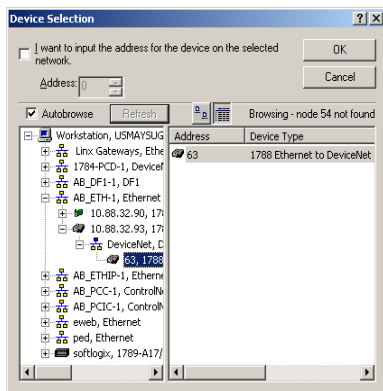 Device Selection
I want to input the address for the device on the selected
network.
OK
Cancel
Address: 0
Autobrowse
Refresh
Browsing - node 54 not found
Workstation, USMAYSUG
Linx Gateways, Ethe
1784-PCD-1, Devicel
AB_DF1-1, DF1
AB_ETH-1, Ethernet
10.88.32.90, 17
10.88.32.93, 17
DeviceNet, D
63, 1788
AB_ETHIP-1, Etherne
AB_PCC-1, ControlN
AB_PCIC-1, ControlN
eweb, Ethernet
ped, Ethernet
softlogix, 1789-A17/
Address
Device Type
63
1788 Ethernet to DeviceNet